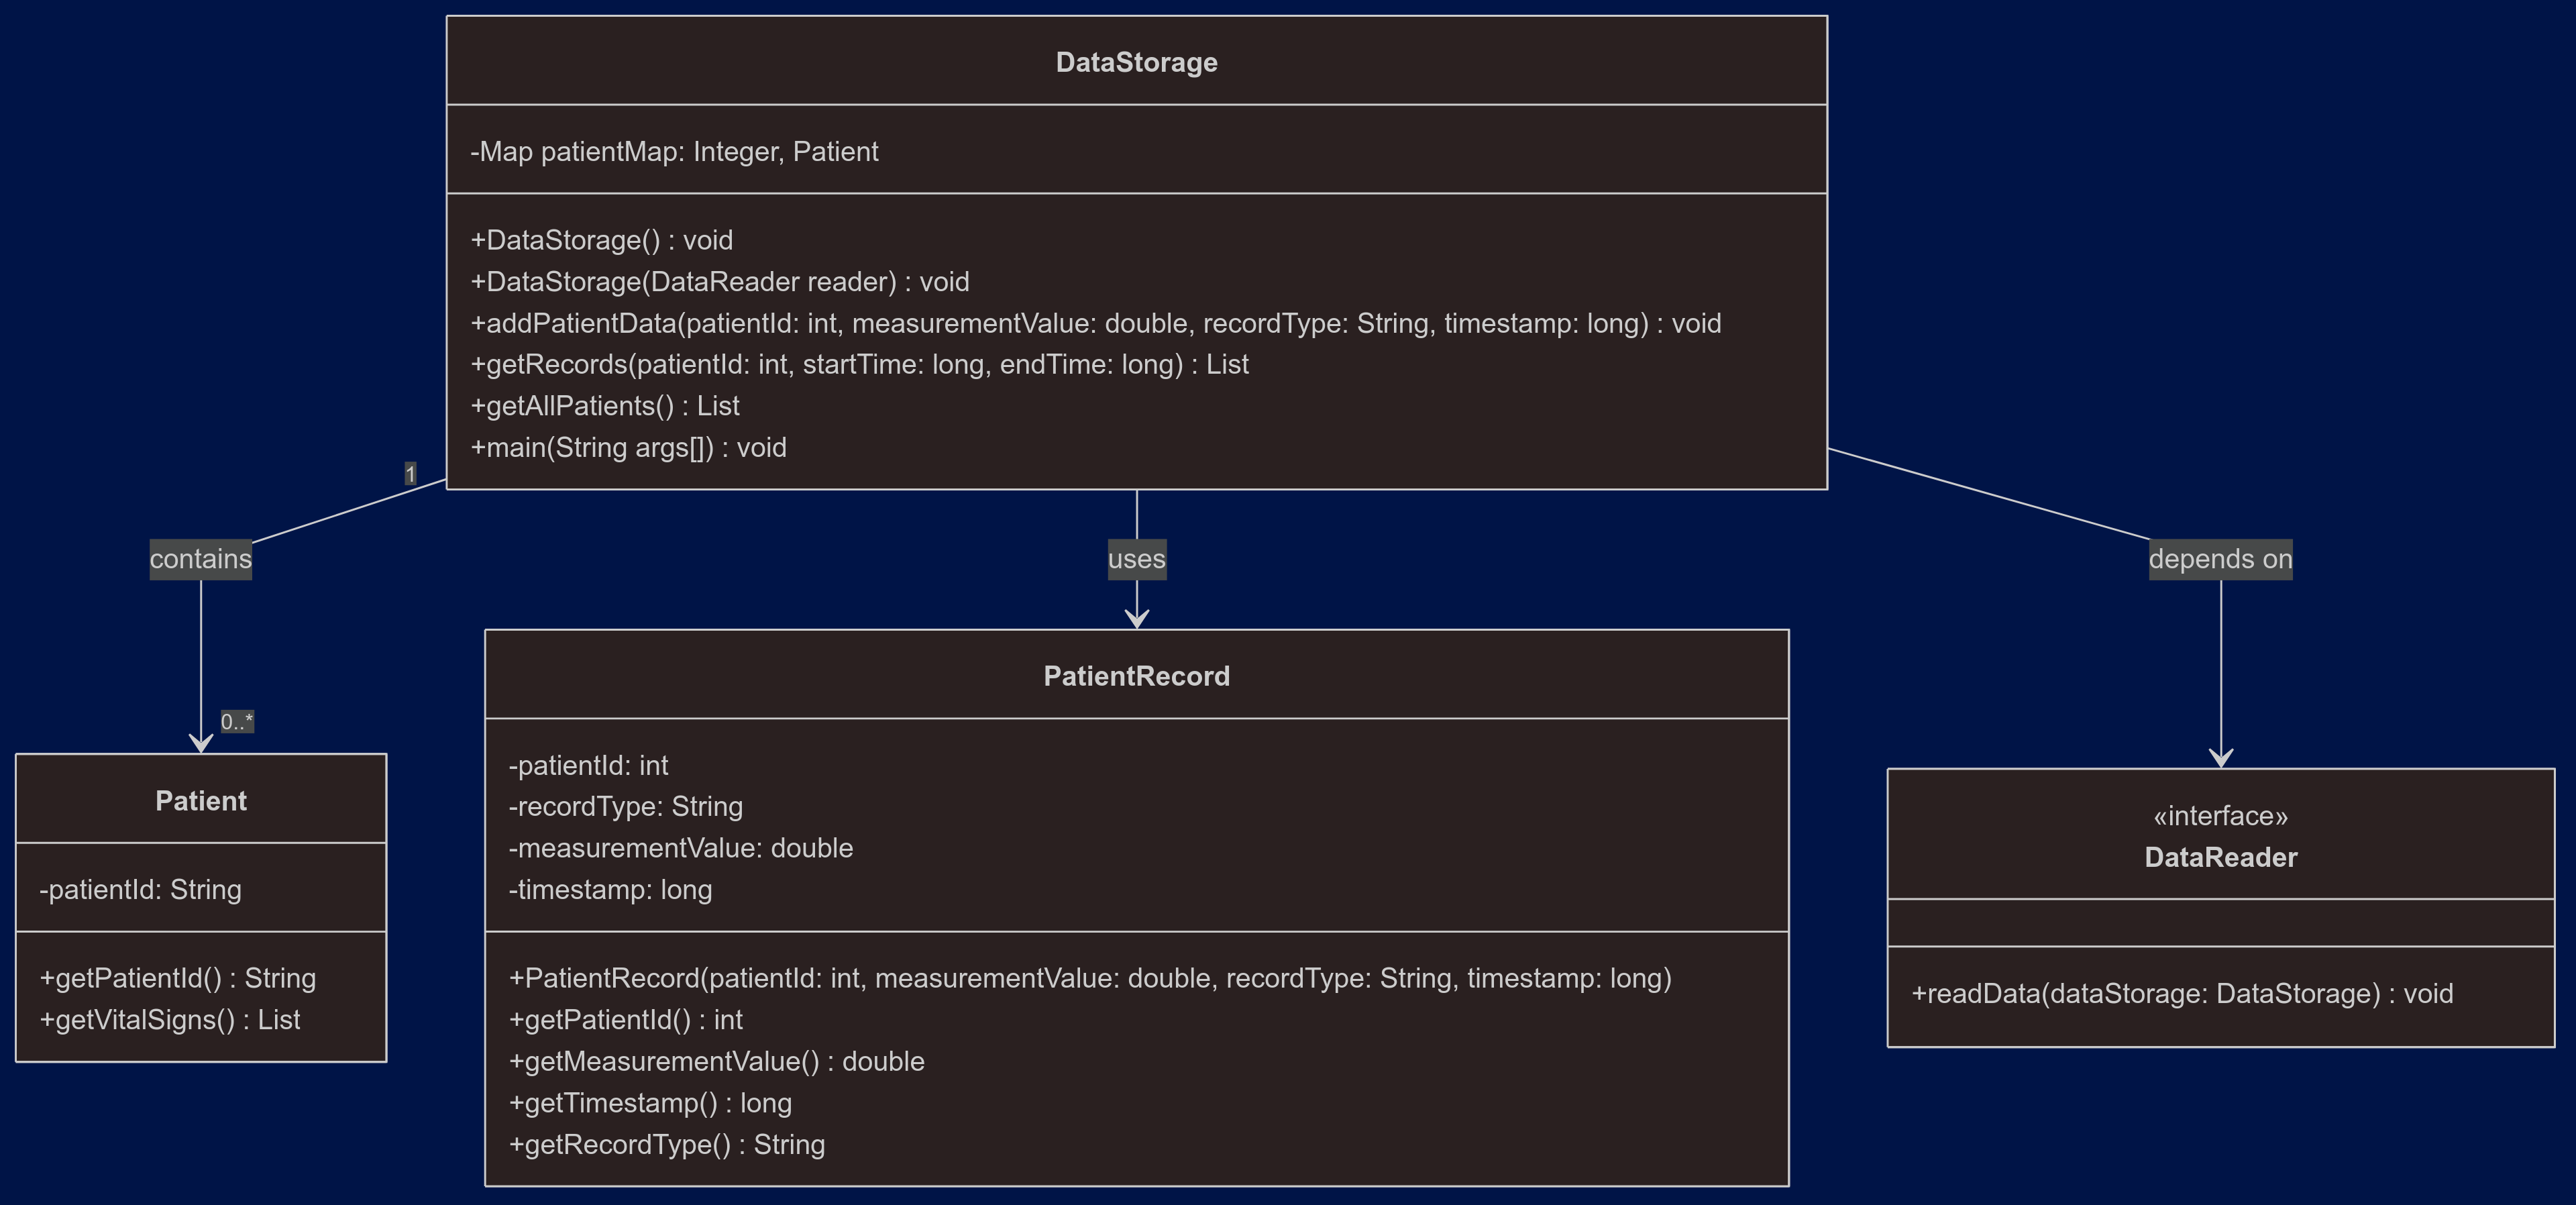 DataStorage
-Map patientMap: Integer, Patient
+DataStorage() : void
+DataStorage(DataReader reader) : void
+addPatientData(patientId: int, measurementValue: double, recordType: String, timestamp: long) : void
+getRecords(patientId: int, startTime: long, endTime: long) : List
+getAllPatients() : List
+main(String args[]) : void
1
contains
uses
depends on
0..*
Patient
-patientId: String
+getPatientId() : String
+getVitalSigns() : List
PatientRecord
-patientId: int
-recordType: String
-measurementValue: double
-timestamp: long
+PatientRecord(patientId: int, measurementValue: double, recordType: String, timestamp: long)
+getPatientId() : int
+getMeasurementValue() : double
+getTimestamp() : long
+getRecordType() : String
«interface»
DataReader
+readData(dataStorage: DataStorage) : void